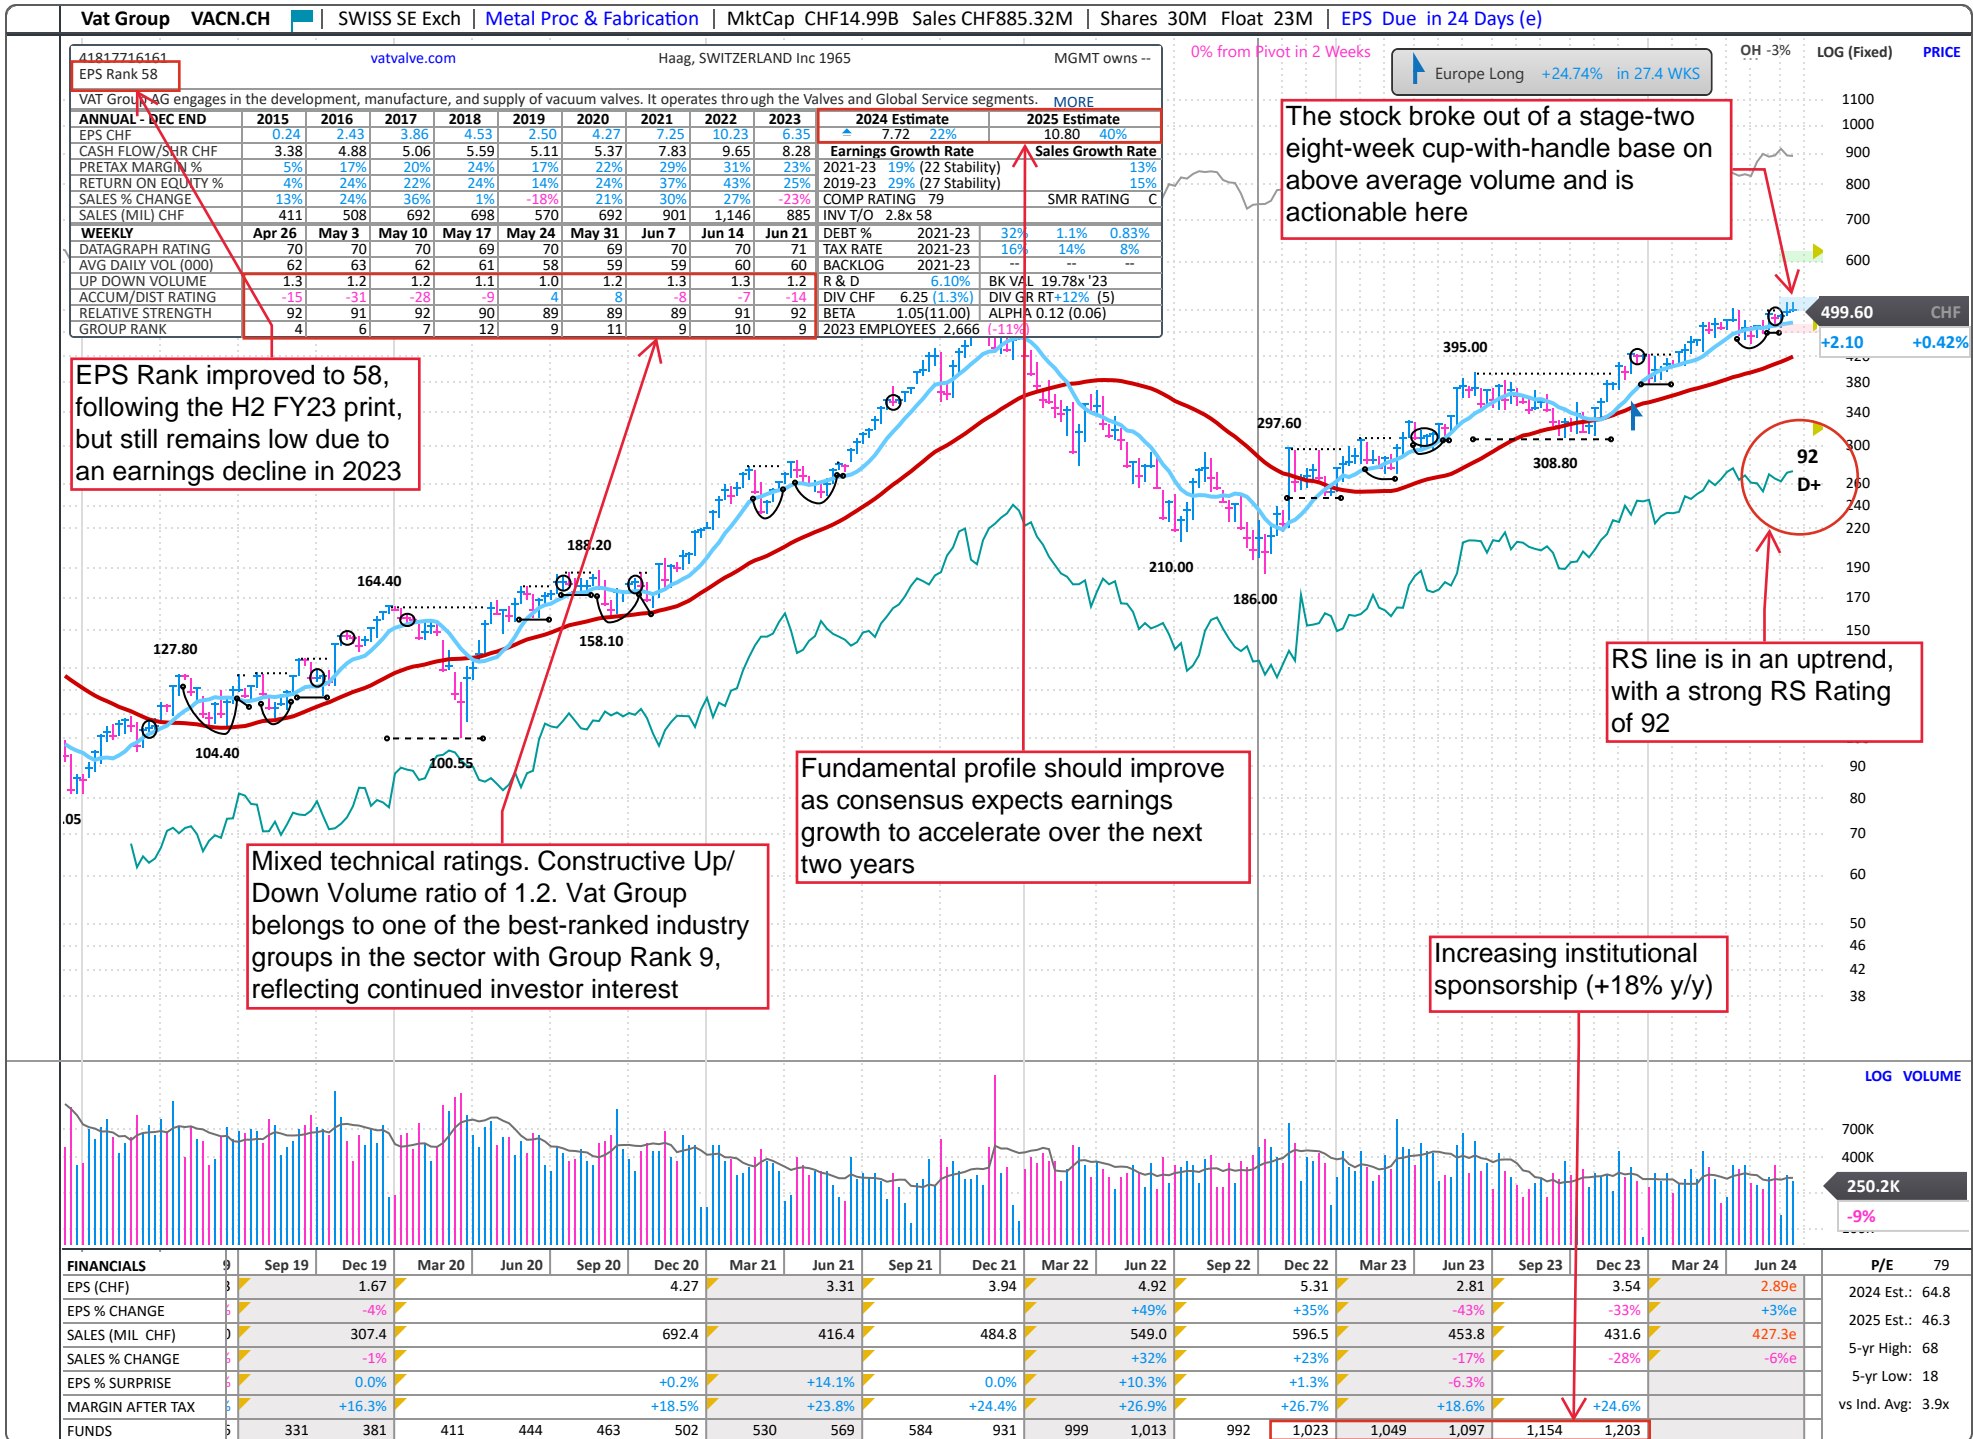 Vat Group VACN.CH | SWISS SE Exch | Metal Proc & Fabrication | MktCap CHF14.99B Sales CHF885.32M | Shares 30M Float 23M | EPS Due in 24 Days (e)
41817716161 vatvalve.com Haag, SWITZERLAND Inc 1965 MGMT owns --
EPS Rank 58
VAT Group AG engages in the development, manufacture, and supply of vacuum valves. It operates through the Valves and Global Service segments. MORE
ANNUAL - DEC END 2015 2016 2017 2018 2019 2020 2021 2022 2023 2024 Estimate 2025 Estimate
EPS CHF 0.24 2.43 3.86 4.53 2.50 4.27 7.25 10.23 6.35 7.72 22% 10.80 40%
CASH FLOW/SHR CHF 3.38 4.88 5.06 5.59 5.11 5.37 7.83 9.65 8.28 Earnings Growth Rate Sales Growth Rate
PRETAX MARGIN % 5% 17% 20% 24% 17% 22% 29% 31% 23% 2021-23 19% (22 Stability) 13%
RETURN ON EQUITY % 4% 24% 22% 24% 14% 24% 37% 43% 25% 2019-23 29% (27 Stability) 15%
SALES % CHANGE 13% 24% 36% 1% -18% 21% 30% 27% -23% COMP RATING 79 SMR RATING C
SALES (MIL) CHF 411 508 692 698 570 692 901 1,146 885 INV T/O 2.8x 58
WEEKLY Apr 26 May 3 May 10 May 17 May 24 May 31 Jun 7 Jun 14 Jun 21 DEBT % 2021-23 32% 1.1% 0.83%
DATAGRAPH RATING 70 70 70 69 70 69 70 70 71 TAX RATE 2021-23 16% 14% 8%
AVG DAILY VOL (000) 62 63 62 61 58 59 59 60 60 BACKLOG 2021-23 -- -- --
UP DOWN VOLUME 1.3 1.2 1.2 1.1 1.0 1.2 1.1 1.3 1.2 R & D 6.10% BK VAL 19.78x '23
ACCUM/DIST RATING -15 -31 -28 -9 4 8 -8 -7 -14 DIV CHF 6.25 (1.3%) DIV GR RT +12% (5)
RELATIVE STRENGTH 92 91 92 90 89 89 89 91 92 BETA 1.05(11.00) ALPHA 0.12 (0.06)
GROUP RANK 4 6 7 12 9 11 9 10 9 2023 EMPLOYEES 2,666 (-11%)
0% from Pivot in 2 Weeks
Europe Long +24.74% in 27.4 WKS
OH -3% LOG (Fixed) PRICE
The stock broke out of a stage-two
eight-week cup-with-handle base on
above average volume and is
actionable here
1100
1000
900
800
700
600
499.60 CHF
+2.10 +0.42%
420
380
340
300
260
240
220
190
170
150
90
80
70
60
50
46
42
38
92
D+
EPS Rank improved to 58,
following the H2 FY23 print,
but still remains low due to
an earnings decline in 2023
395.00
297.60
308.80
188.20
164.40
210.00
186.00
158.10
127.80
104.40
100.55
.05
RS line is in an uptrend,
with a strong RS Rating
of 92
Fundamental profile should improve
as consensus expects earnings
growth to accelerate over the next
two years
Mixed technical ratings. Constructive Up/
Down Volume ratio of 1.2. Vat Group
belongs to one of the best-ranked industry
groups in the sector with Group Rank 9,
reflecting continued investor interest
Increasing institutional
sponsorship (+18% y/y)
LOG VOLUME
700K
400K
250.2K
-9%
FINANCIALS 9 Sep 19 Dec 19 Mar 20 Jun 20 Sep 20 Dec 20 Mar 21 Jun 21 Sep 21 Dec 21 Mar 22 Jun 22 Sep 22 Dec 22 Mar 23 Jun 23 Sep 23 Dec 23 Mar 24 Jun 24 P/E 79
EPS (CHF) 1.67 4.27 3.31 3.94 4.92 5.31 2.81 3.54 2.89e
EPS % CHANGE -4% +49% +35% -43% -33% +3%e
SALES (MIL CHF) 307.4 692.4 416.4 484.8 549.0 596.5 453.8 431.6 427.3e
SALES % CHANGE -1% +32% +23% -17% -28% -6%e
EPS % SURPRISE 0.0% +0.2% +14.1% 0.0% +10.3% +1.3% -6.3%
MARGIN AFTER TAX +16.3% +18.5% +23.8% +24.4% +26.9% +26.7% +18.6% +24.6%
FUNDS 331 381 411 444 463 502 530 569 584 931 999 1,013 992 1,023 1,049 1,097 1,154 1,203
2024 Est.: 64.8
2025 Est.: 46.3
5-yr High: 68
5-yr Low: 18
vs Ind. Avg: 3.9x